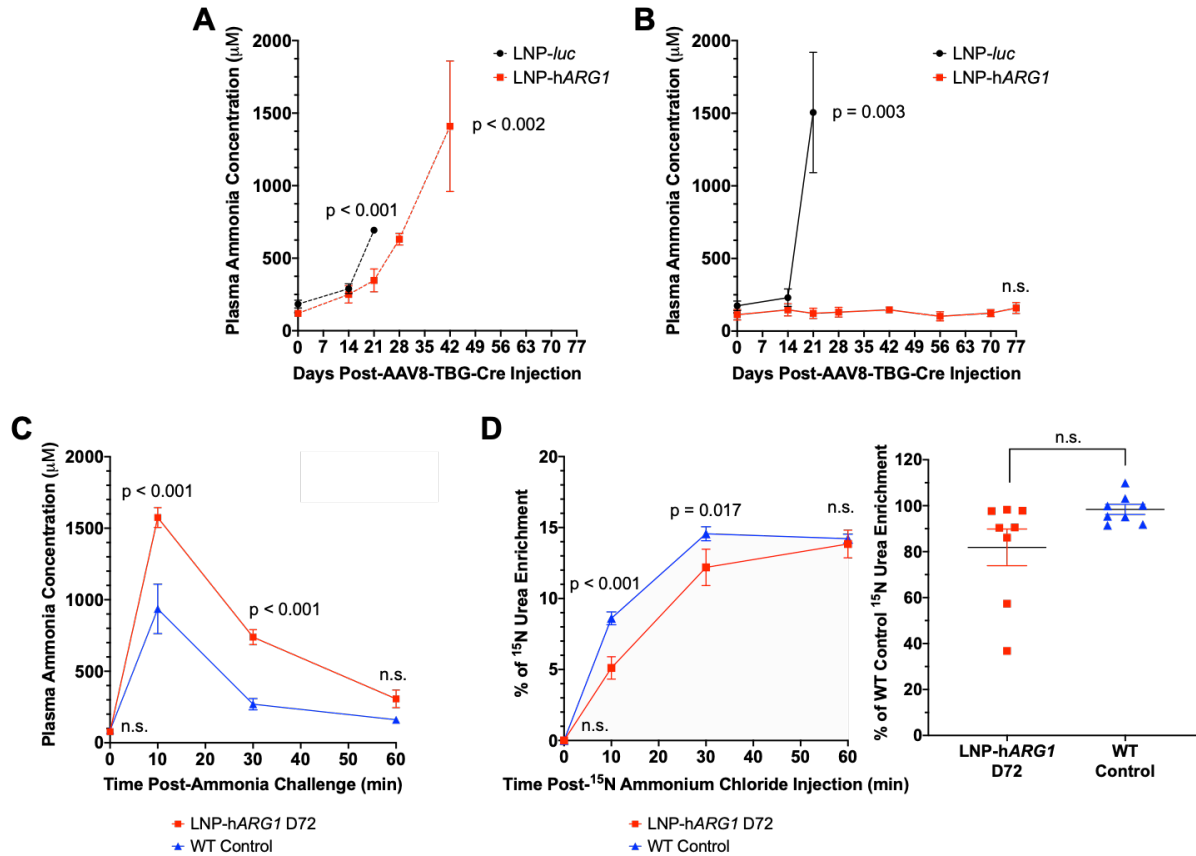 A
Plasma Ammonia Concentration (µM)
2000
1500
1000
500
0
LNP-luc
LNP-hARG1
p < 0.002
p < 0.001
0 7 14 21 28 35 42 49 56 63 70 77
Days Post-AAV8-TBG-Cre Injection
B
Plasma Ammonia Concentration (µM)
2000
1500
1000
500
0
LNP-luc
LNP-hARG1
p = 0.003
n.s.
0 7 14 21 28 35 42 49 56 63 70 77
Days Post-AAV8-TBG-Cre Injection
C
Plasma Ammonia Concentration (µM)
2000
1500
1000
500
0
p < 0.001
p < 0.001
n.s.
n.s.
0 10 20 30 40 50 60
Time Post-Ammonia Challenge (min)
LNP-hARG1 D72
WT Control
D
% of 15N Urea Enrichment
20
15
10
5
0
p = 0.017
n.s.
p < 0.001
n.s.
0 10 20 30 40 50 60
Time Post-15N Ammonium Chloride Injection (min)
LNP-hARG1 D72
WT Control
% of WT Control 15N Urea Enrichment
120
100
80
60
40
20
0
n.s.
LNP-hARG1
D72
WT
Control